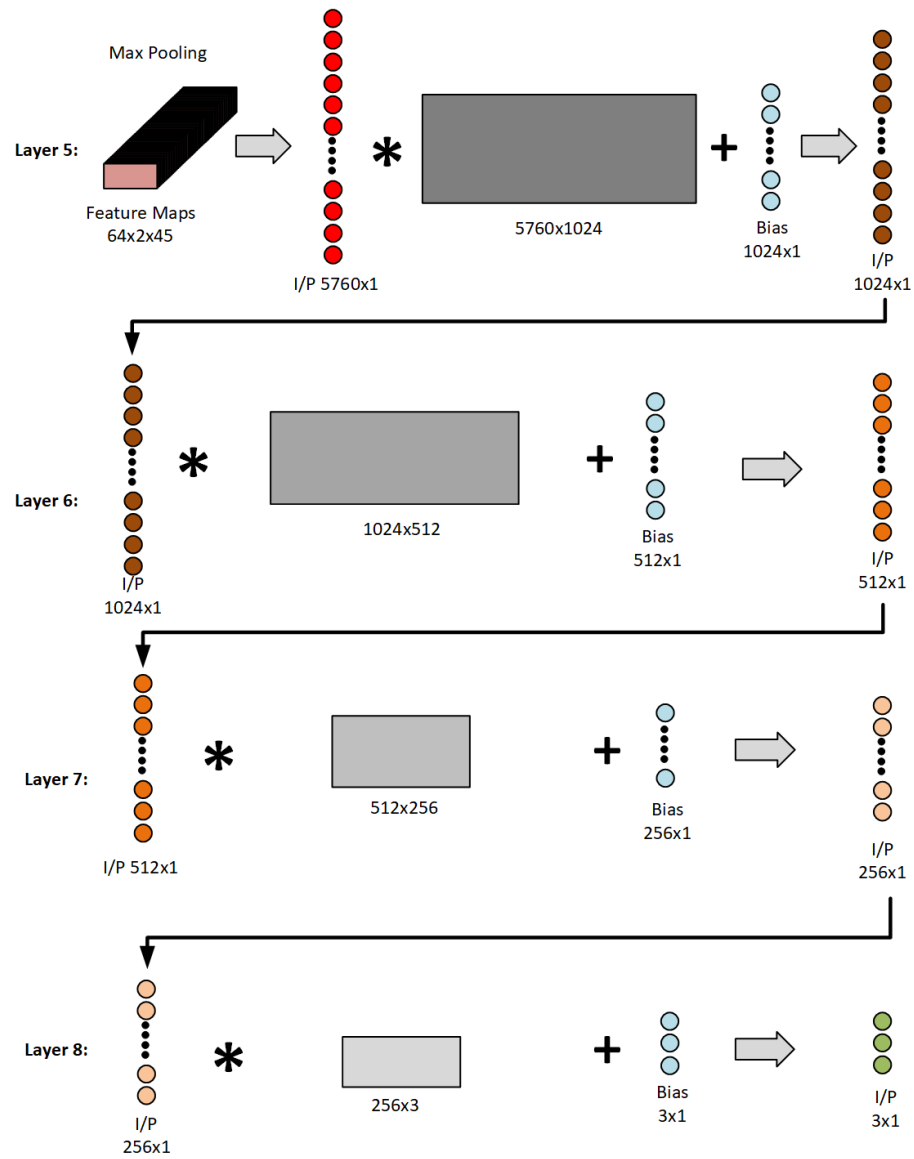 Max Pooling
Layer 5:
Feature Maps
64x2x45
I/P 5760x1
*
5760x1024
+
Bias
1024x1
I/P
1024x1
Layer 6:
I/P
1024x1
*
1024x512
+
Bias
512x1
I/P
512x1
Layer 7:
I/P 512x1
*
512x256
+
Bias
256x1
I/P
256x1
Layer 8:
I/P
256x1
*
256x3
+
Bias
3x1
I/P
3x1